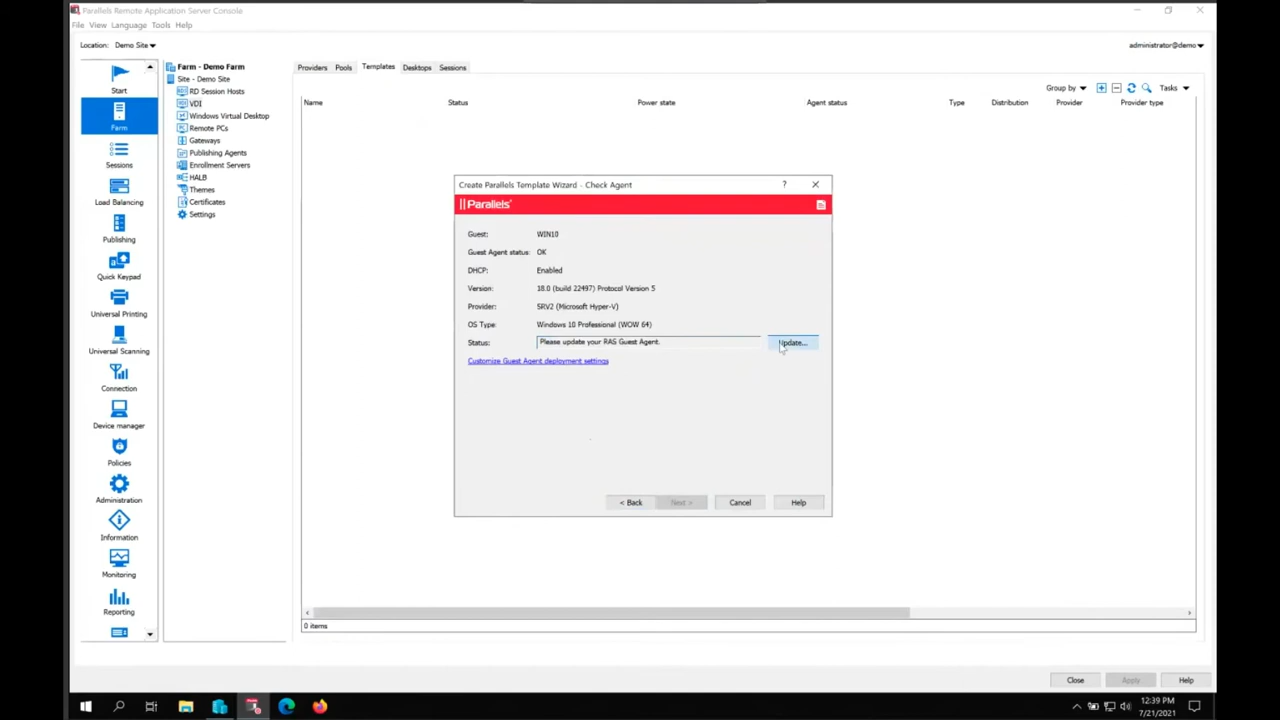 Parallels Remote Application Server Console
File View Language Tools Help
Location: Demo Site
administrator@demo
Start
Farm
Sessions
Load Balancing
Publishing
Quick Keypad
Universal Printing
Universal Scanning
Connection
Device manager
Policies
Administration
Information
Monitoring
Reporting
Farm - Demo Farm
Site - Demo Site
RD Session Hosts
VDI
Windows Virtual Desktop
Remote PCs
Gateways
Publishing Agents
Enrollment Servers
HALB
Themes
Certificates
Settings
Providers Pools Templates Desktops Sessions
Group by Tasks
Name Status Power state Agent status Type Distribution Provider Provider type
Create Parallels Template Wizard - Check Agent ?
Parallels
Guest: WIN10
Guest Agent status: OK
DHCP: Enabled
Version: 18.0 (build 22497) Protocol Version 5
Provider: SRV2 (Microsoft Hyper-V)
OS Type: Windows 10 Professional (WOW 64)
Status: Please update your RAS Guest Agent. Update...
Customize Guest Agent deployment settings
< Back Next > Cancel Help
0 items
Close Apply Help
12:39 PM
7/21/2021